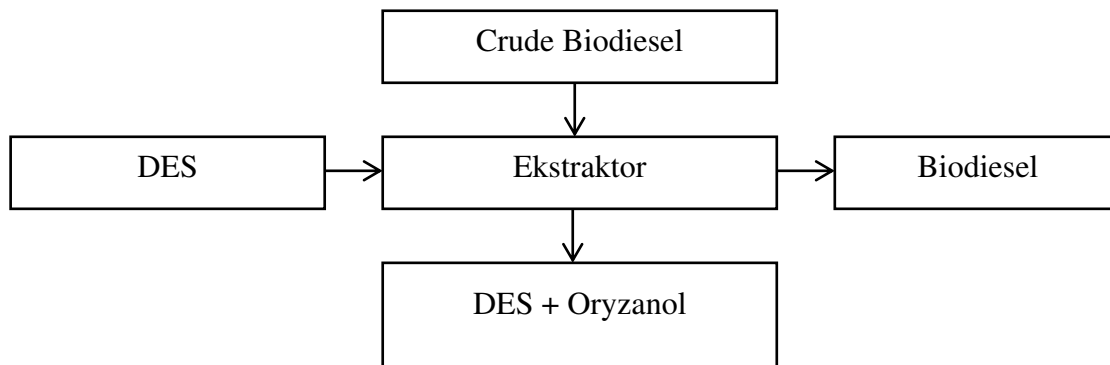 Crude Biodiesel
DES
Ekstraktor
Biodiesel
DES + Oryzanol